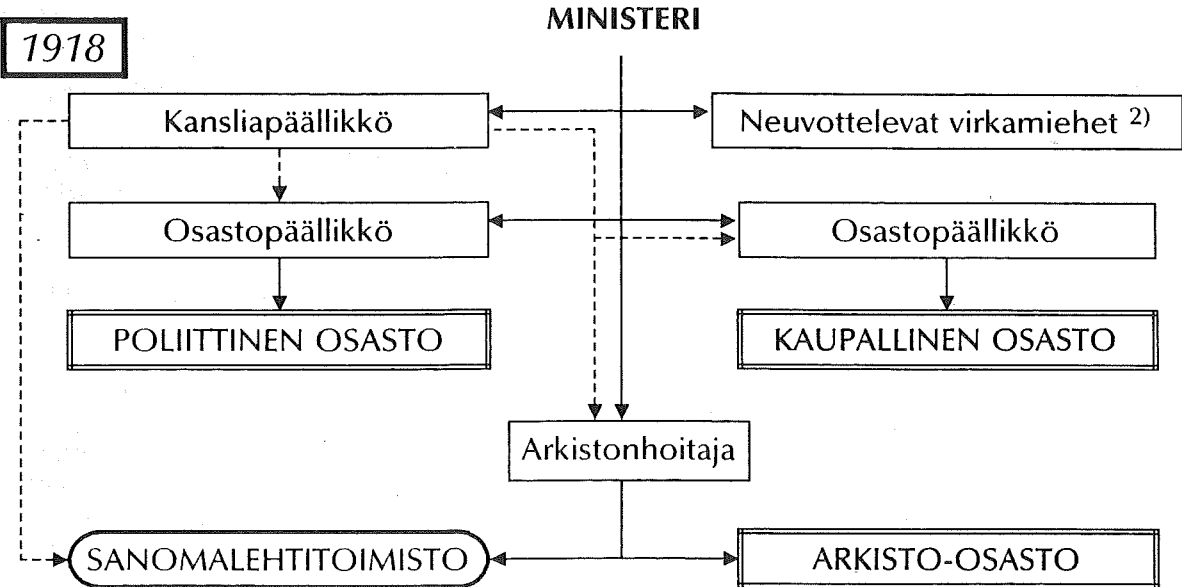 MINISTERI
1918
Kansliapäällikkö
Neuvottelevat virkamiehet 2)
Osastopäällikkö
Osastopäällikkö
POLIITTINEN OSASTO
KAUPALLINEN OSASTO
Arkistonhoitaja
SANOMALEHTITOIMISTO
ARKISTO-OSASTO